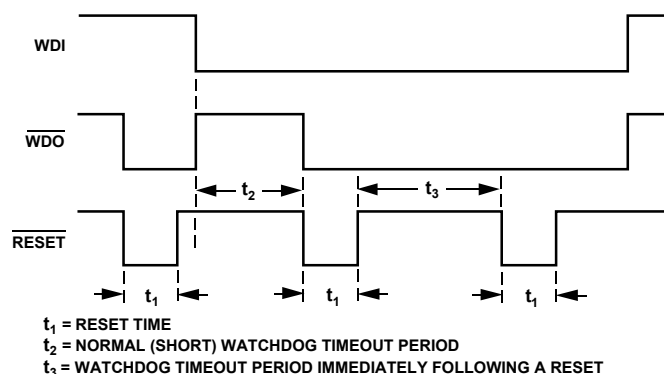 WDI
WDO
t2
t3
RESET
t1
t1
t1
t1 = RESET TIME
t2 = NORMAL (SHORT) WATCHDOG TIMEOUT PERIOD
t3 = WATCHDOG TIMEOUT PERIOD IMMEDIATELY FOLLOWING A RESET